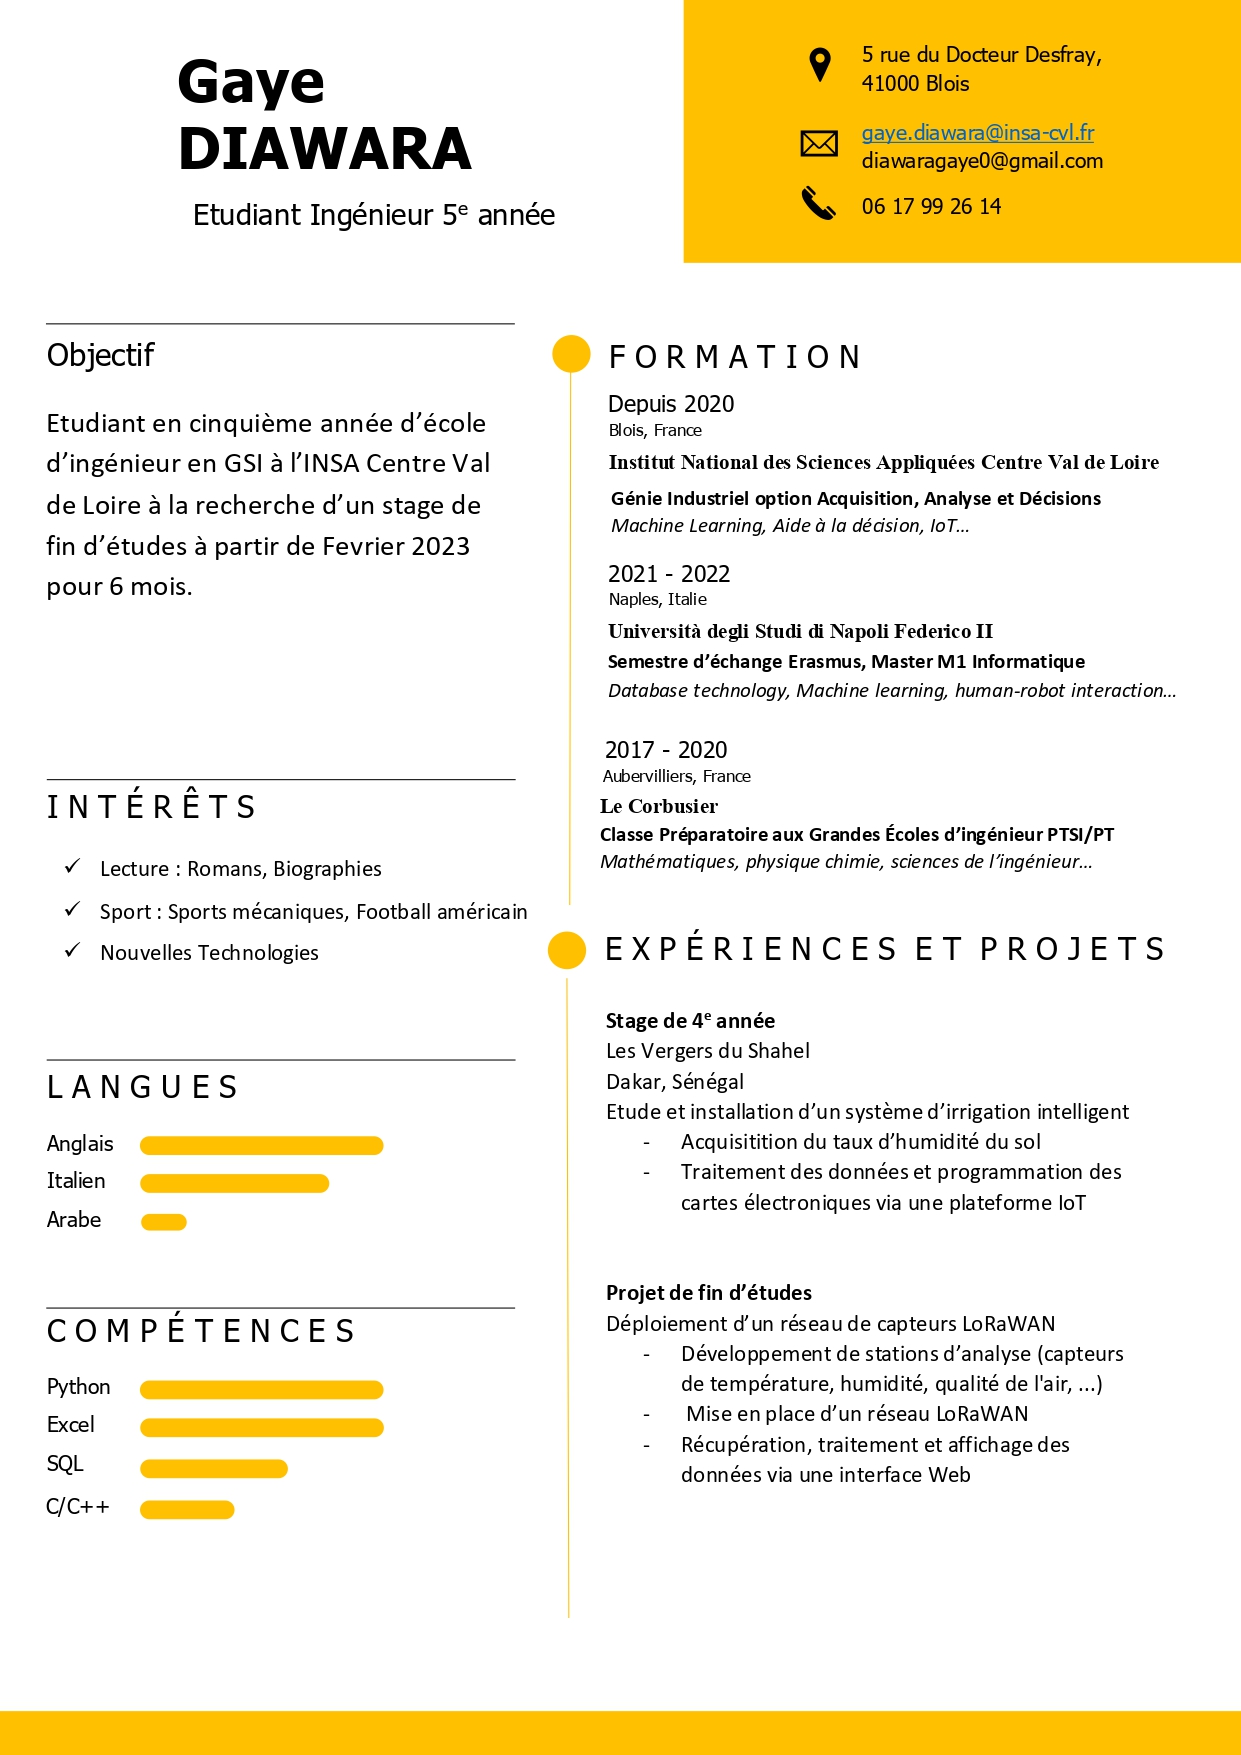 Gaye
DIAWARA
Etudiant Ingénieur 5e année
5 rue du Docteur Desfray,
41000 Blois
gaye.diawara@insa-cvl.fr
diawaragaye0@gmail.com
06 17 99 26 14
Objectif
Etudiant en cinquième année d’école
d’ingénieur en GSI à l’INSA Centre Val
de Loire à la recherche d’un stage de
fin d’études à partir de Fevrier 2023
pour 6 mois.
INTÉRÊTS
✓ Lecture : Romans, Biographies
✓ Sport : Sports mécaniques, Football américain
✓ Nouvelles Technologies
LANGUES
Anglais
Italien
Arabe
COMPÉTENCES
Python
Excel
SQL
C/C++
FORMATION
Depuis 2020
Blois, France
Institut National des Sciences Appliquées Centre Val de Loire
Génie Industriel option Acquisition, Analyse et Décisions
Machine Learning, Aide à la décision, IoT...
2021 - 2022
Naples, Italie
Università degli Studi di Napoli Federico II
Semestre d’échange Erasmus, Master M1 Informatique
Database technology, Machine learning, human-robot interaction...
2017 - 2020
Aubervilliers, France
Le Corbusier
Classe Préparatoire aux Grandes Écoles d’ingénieur PTSI/PT
Mathématiques, physique chimie, sciences de l’ingénieur...
EXPÉRIENCES ET PROJETS
Stage de 4e année
Les Vergers du Shahel
Dakar, Sénégal
Etude et installation d’un système d’irrigation intelligent
- Acquisitition du taux d’humidité du sol
- Traitement des données et programmation des
cartes électroniques via une plateforme IoT
Projet de fin d’études
Déploiement d’un réseau de capteurs LoRaWAN
- Développement de stations d’analyse (capteurs
de température, humidité, qualité de l'air, ...)
- Mise en place d’un réseau LoRaWAN
- Récupération, traitement et affichage des
données via une interface Web